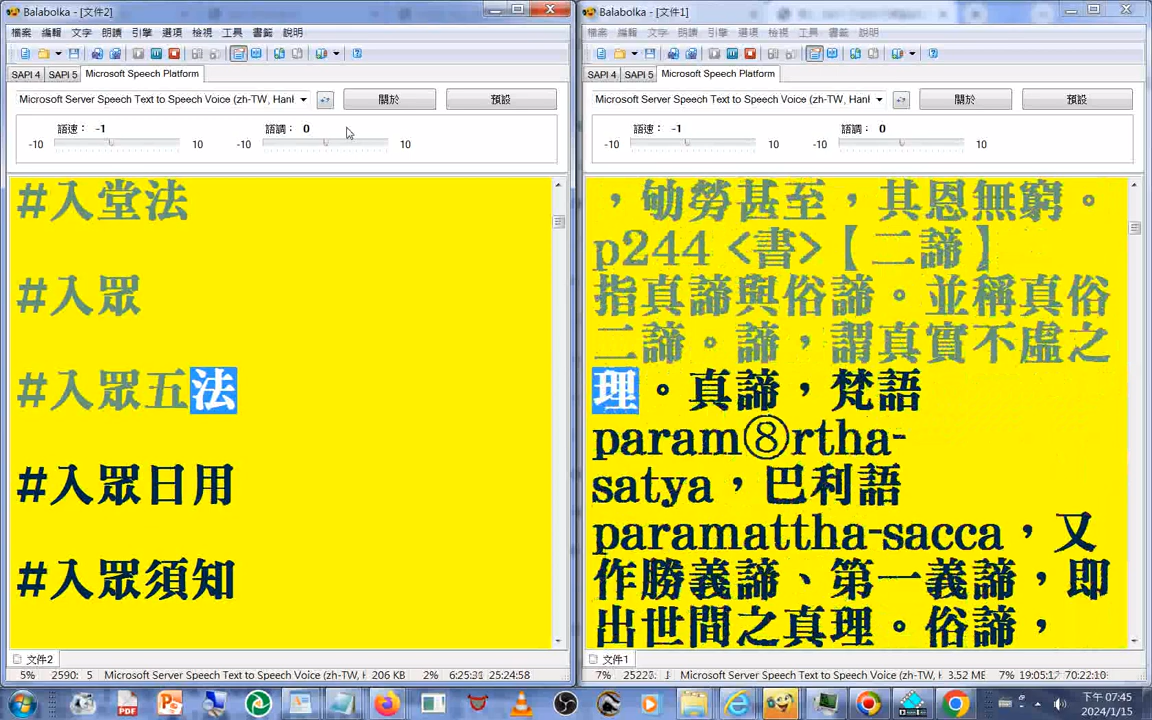 Balabolka - [文件2]
檔案 編輯 文字 朗讀 引擎 選項 檢視 工具 書籤 說明
SAPI 4 SAPI 5 Microsoft Speech Platform
Microsoft Server Speech Text to Speech Voice (zh-TW, Hanl
關於 預設
語速： -1 語調： 0
-10 10 -10 10
#入堂法
#入眾
#入眾五法
#入眾日用
#入眾須知
文件2
5% 2590: 5 Microsoft Server Speech Text to Speech Voice (zh-TW, Han 206 KB 2% 6:25:31 25:24:58
Balabolka - [文件1]
檔案 編輯 文字 朗讀 引擎 選項 檢視 工具 書籤 說明
SAPI 4 SAPI 5 Microsoft Speech Platform
Microsoft Server Speech Text to Speech Voice (zh-TW, Hanl
關於 預設
語速： -1 語調： 0
-10 10 -10 10
，劬勞甚至，其恩無窮。
p244 <書>【二諦】
指真諦與俗諦。並稱真俗
二諦。諦，謂真實不虛之
理。真諦，梵語
param⑧rtha-
satya，巴利語
paramattha-sacca，又
作勝義諦、第一義諦，即
出世間之真理。俗諦，
文件1
Microsoft Server Speech Text to Speech Voice (zh-TW, Han 3.52 MB 7% 19:05:12 70:22:10
下午 07:45
2024/1/15